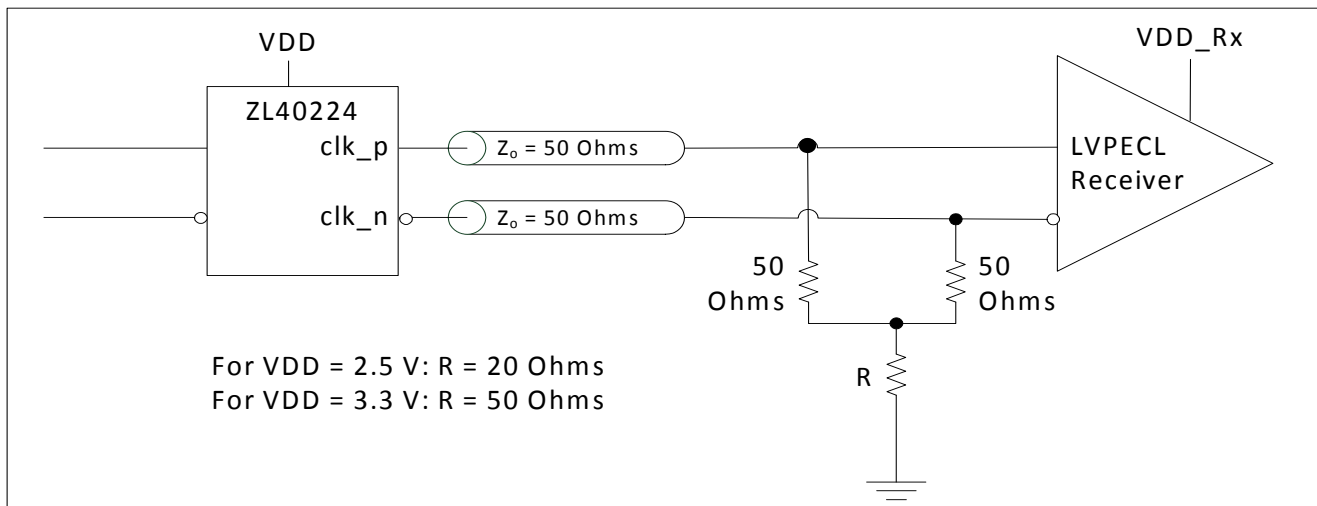 VDD
VDD_Rx
ZL40224
clk_p
Zₒ = 50 Ohms
LVPECL
Receiver
clk_n
Zₒ = 50 Ohms
50
Ohms
50
Ohms
For VDD = 2.5 V: R = 20 Ohms
For VDD = 3.3 V: R = 50 Ohms
R